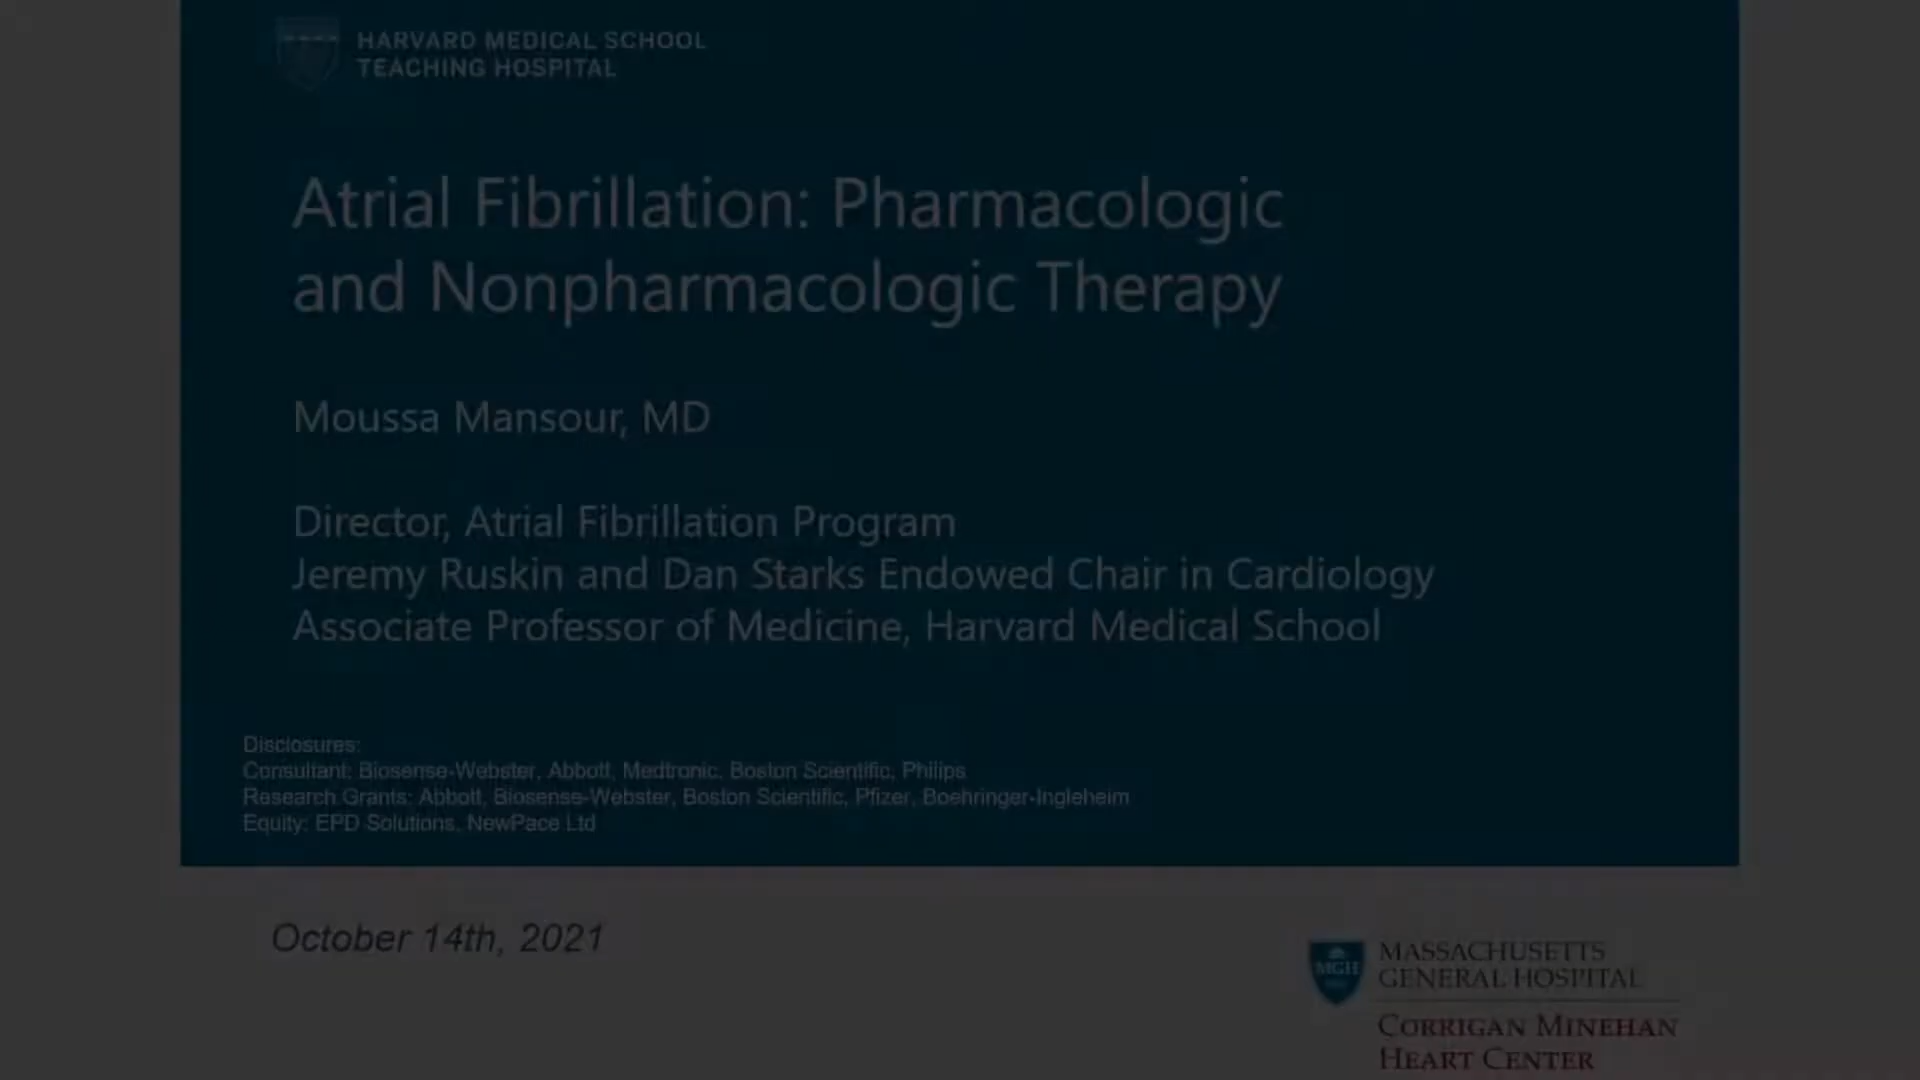 HARVARD MEDICAL SCHOOL
TEACHING HOSPITAL
Atrial Fibrillation: Pharmacologic
and Nonpharmacologic Therapy
Moussa Mansour, MD
Director, Atrial Fibrillation Program
Jeremy Ruskin and Dan Starks Endowed Chair in Cardiology
Associate Professor of Medicine, Harvard Medical School
Disclosures:
Consultant: Biosense-Webster, Abbott, Medtronic, Boston Scientific, Philips
Research Grants: Abbott, Biosense-Webster, Boston Scientific, Pfizer, Boehringer-Ingleheim
Equity: EPD Solutions, NewPace Ltd
October 14th, 2021
MGH
MASSACHUSETTS
GENERAL HOSPITAL
CORRIGAN MINEHAN
HEART CENTER